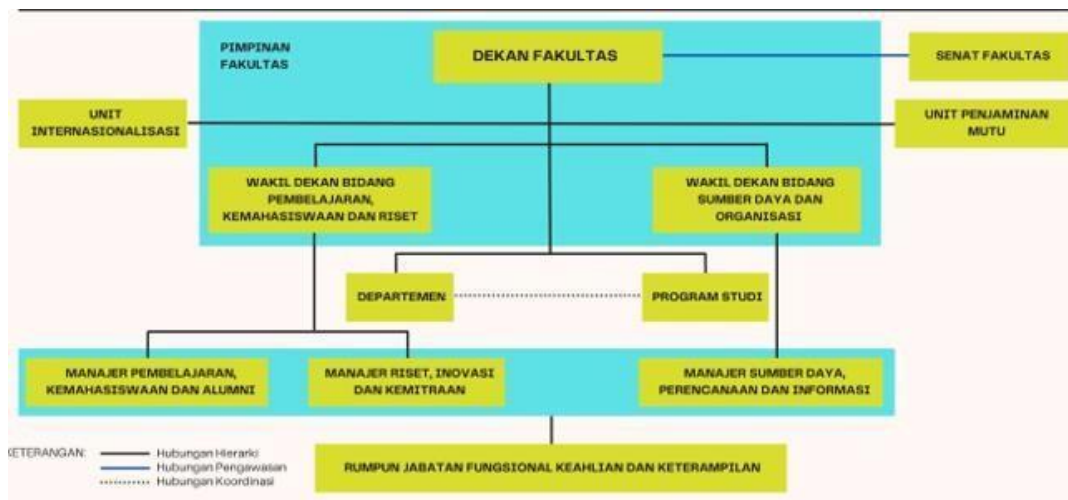 PIMPINAN
FAKULTAS
DEKAN FAKULTAS
SENAT FAKULTAS
UNIT
INTERNASIONALISASI
UNIT PENJAMINAN
MUTU
WAKIL DEKAN BIDANG
PEMBELAJARAN,
KEMAHASISWAAN DAN RISET
WAKIL DEKAN BIDANG
SUMBER DAYA DAN
ORGANISASI
DEPARTEMEN
PROGRAM STUDI
MANAJER PEMBELAJARAN,
KEMAHASISWAAN DAN ALUMNI
MANAJER RISET, INOVASI
DAN KEMITRAAN
MANAJER SUMBER DAYA,
PERENCANAAN DAN INFORMASI
KETERANGAN:
Hubungan Hierarki
Hubungan Pengawasan
Hubungan Koordinasi
RUMPUN JABATAN FUNGSIONAL KEAHLIAN DAN KETERAMPILAN